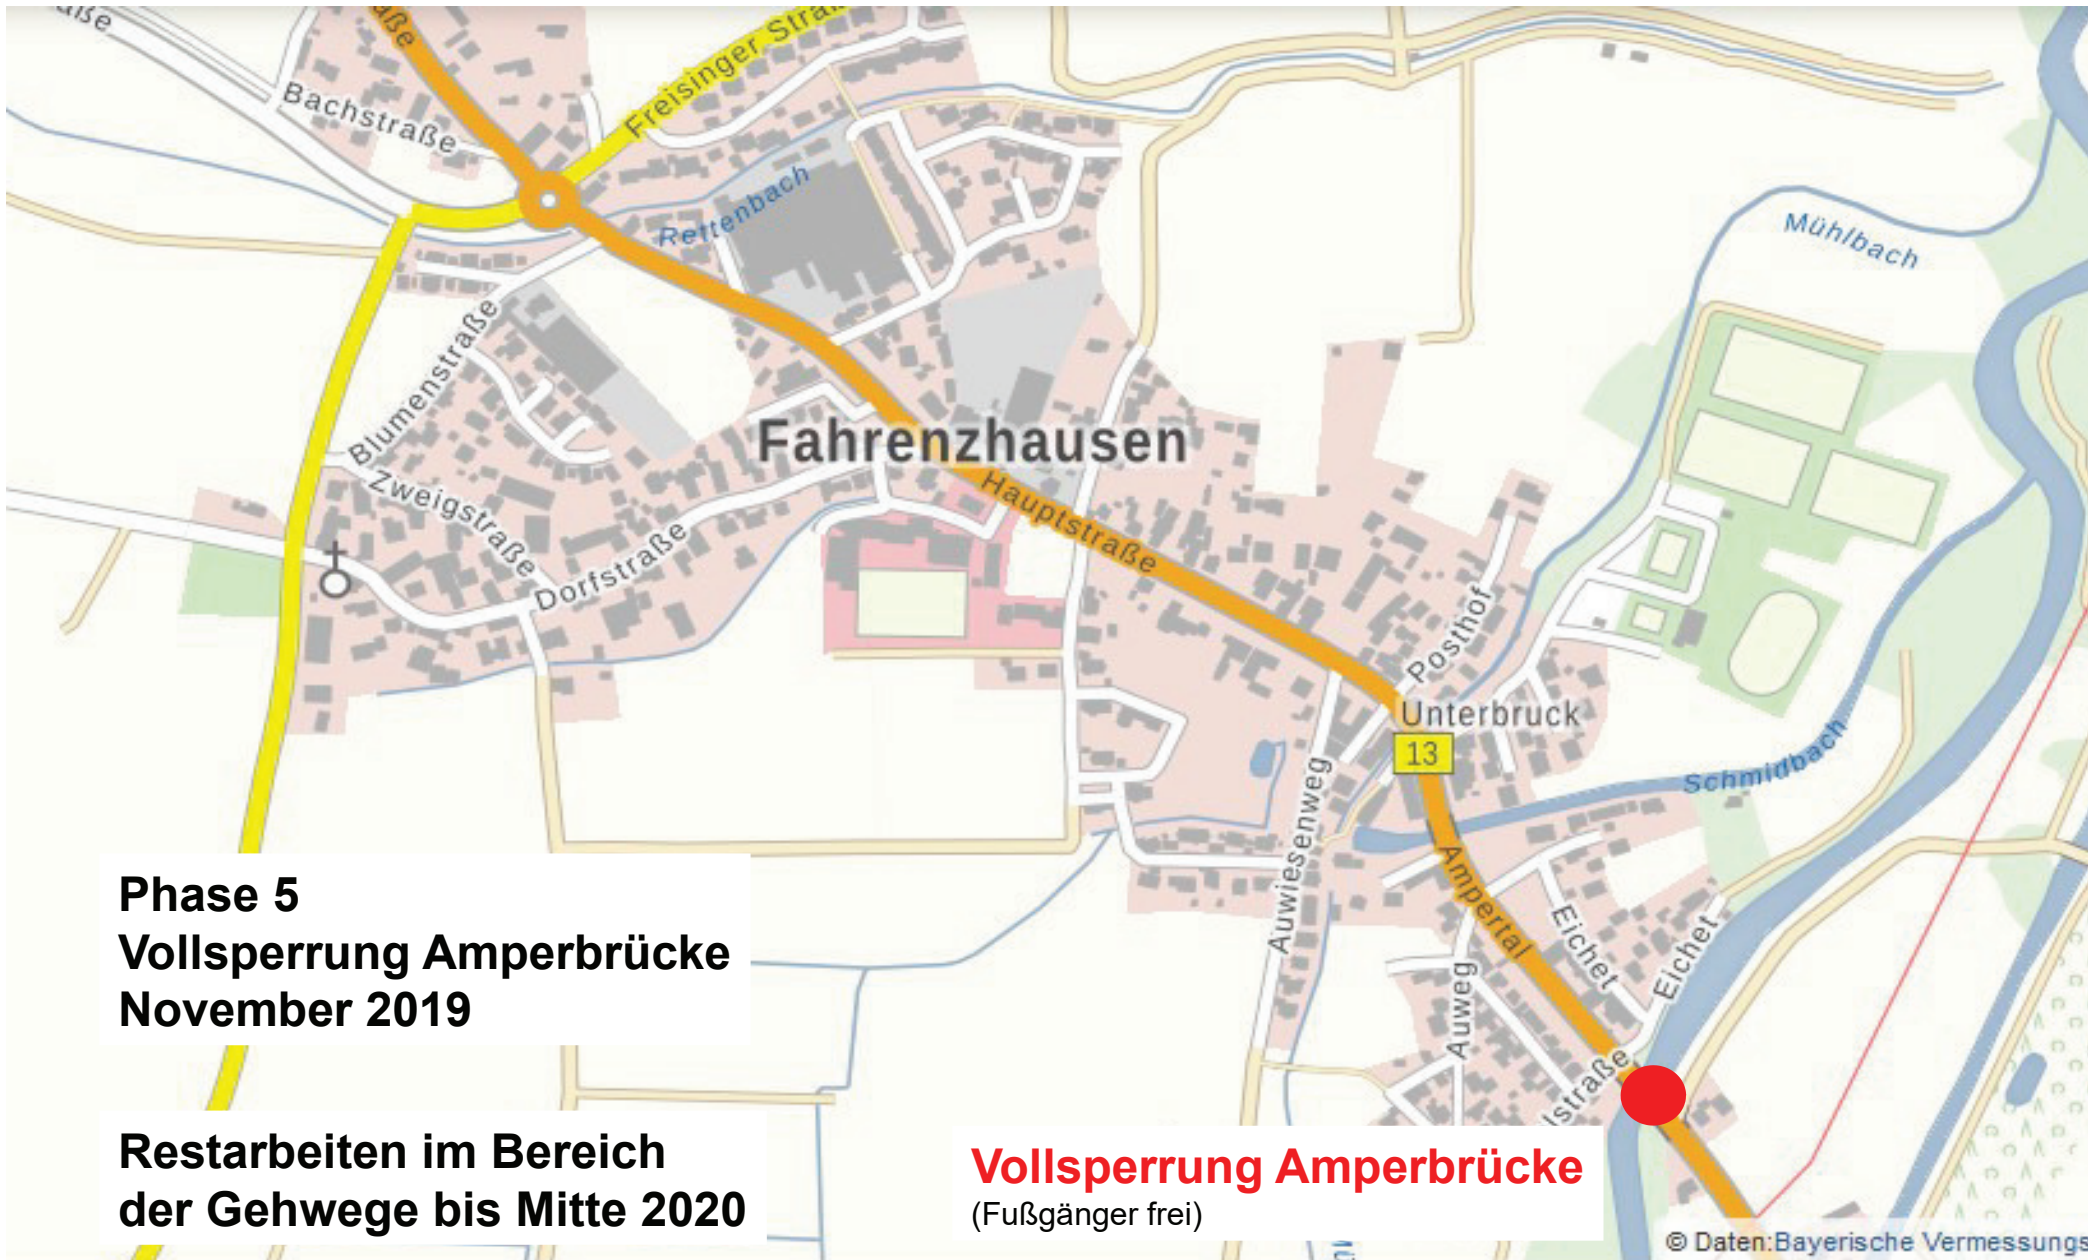 Bachstraße
Freisinger Straß
Rettenbach
Mühlbach
Blumenstraße
Fahrenzhausen
Zweigstraße
Hauptstraße
Dorfstraße
Posthof
Unterbruck
13
Schmidbach
Auwiesenweg
Ampertal
Eichet
Eichet
Auweg
Phase 5
Vollsperrung Amperbrücke
November 2019
Restarbeiten im Bereich
der Gehwege bis Mitte 2020
Vollsperrung Amperbrücke
(Fußgänger frei)
© Daten:Bayerische Vermessungs